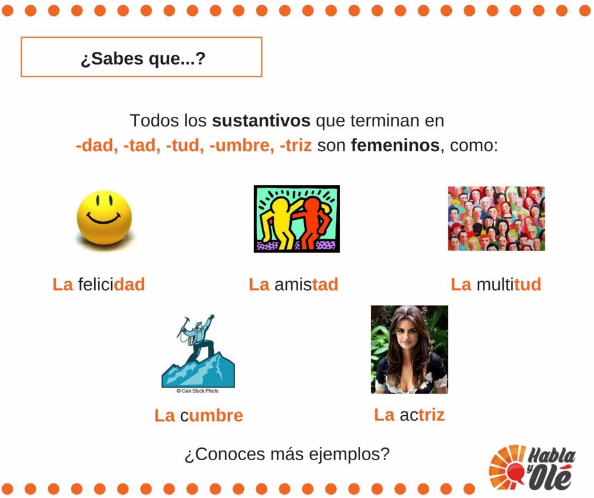 ¿Sabes que...?
Todos los sustantivos que terminan en
-dad, -tad, -tud, -umbre, -triz son femeninos, como:
La felicidad
La amistad
La multitud
© Can Stock Photo
La cumbre
La actriz
¿Conoces más ejemplos?
Habla
y Olé